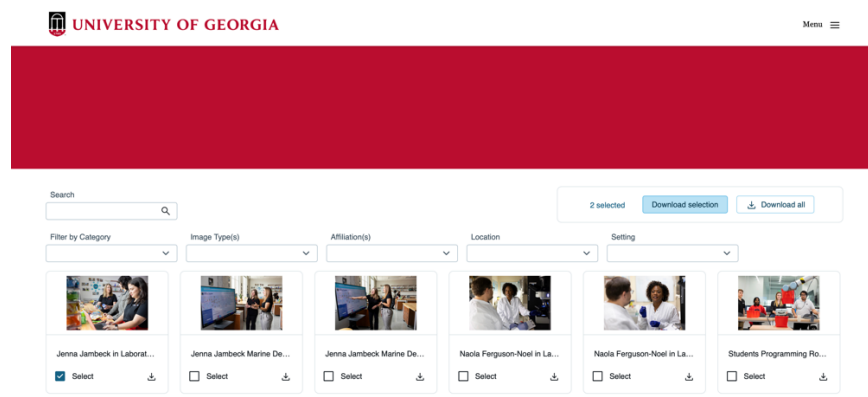 UNIVERSITY OF GEORGIA
Menu
Search
2 selected
Download selection
Download all
Filter by Category
Image Type(s)
Affiliation(s)
Location
Setting
Jenna Jambeck in Laborat...
Jenna Jambeck Marine De...
Jenna Jambeck Marine De...
Naola Ferguson-Noel in La...
Naola Ferguson-Noel in La...
Students Programming Ro...
Select
Select
Select
Select
Select
Select